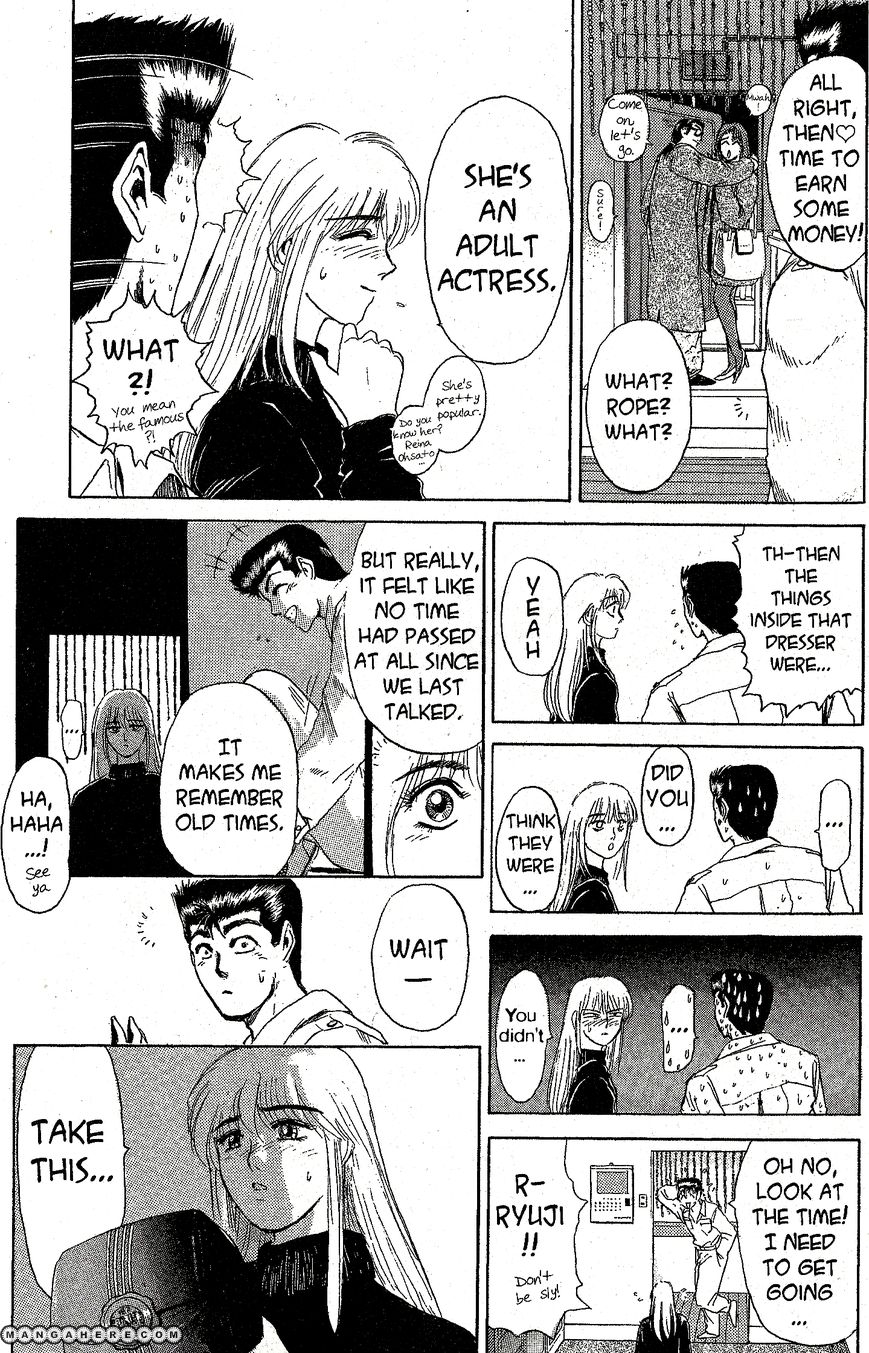 ALL
RIGHT,
THEN♡
TIME TO
EARN
SOME
MONEY!
Mwah
!
Come
on
let's
go.
Sure!
WHAT?
ROPE?
WHAT?
SHE'S
AN
ADULT
ACTRESS.
She's
pretty
popular.
Do you
know her?
Reina
Ohsato
...
WHAT
?!
You mean
the famous
?!
TH-THEN
THE
THINGS
INSIDE THAT
DRESSER
WERE...
YEAH
...
DID
YOU
...
THINK
THEY
WERE
...
...
You
didn't
...
OH NO,
LOOK AT
THE TIME!
I NEED
TO GET
GOING
...
R-
RYUJI
!!
Don't
be sly!
BUT REALLY,
IT FELT LIKE
NO TIME
HAD PASSED
AT ALL SINCE
WE LAST
TALKED.
IT
MAKES ME
REMEMBER
OLD TIMES.
...
HA,
HAHA
...!
See
ya
WAIT
—
TAKE
THIS...
MANGAHERE.COM